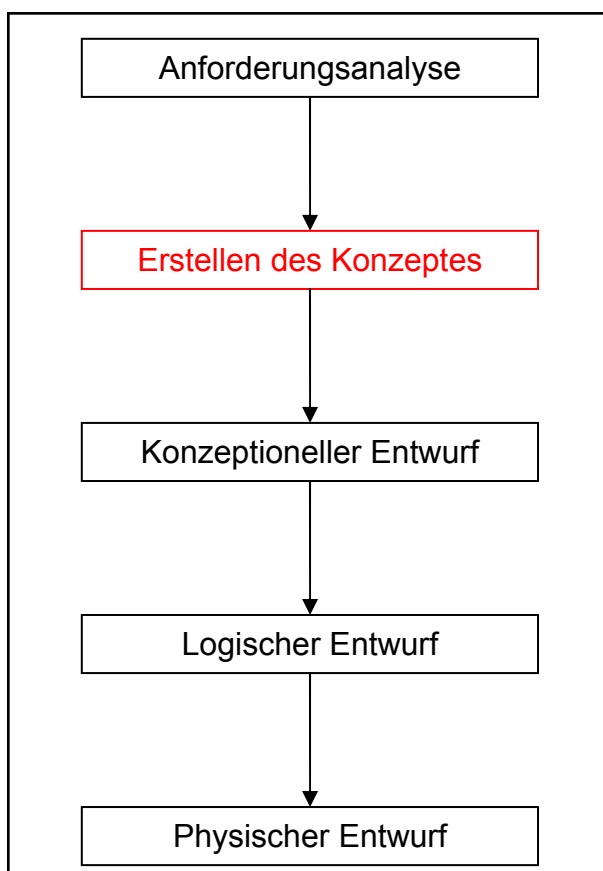 Anforderungsanalyse
Erstellen des Konzeptes
Konzeptioneller Entwurf
Logischer Entwurf
Physischer Entwurf